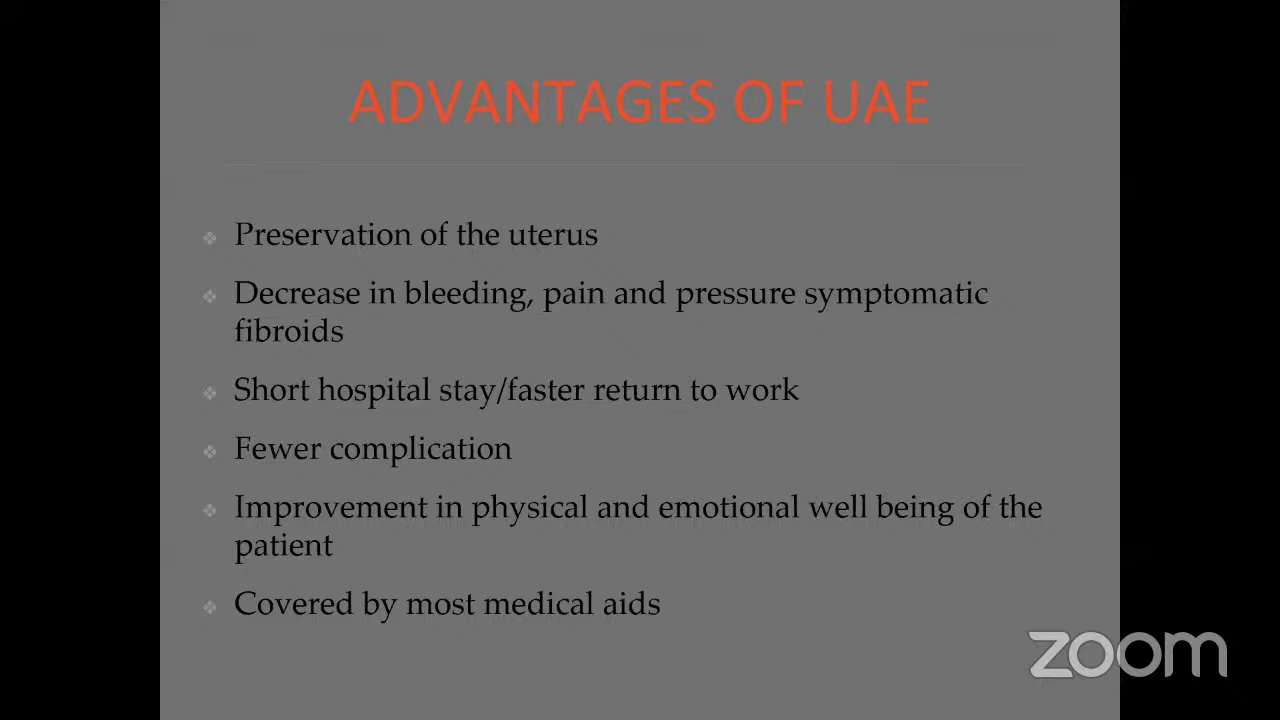 ADVANTAGES OF UAE
Preservation of the uterus
Decrease in bleeding, pain and pressure symptomatic
fibroids
Short hospital stay/faster return to work
Fewer complication
Improvement in physical and emotional well being of the
patient
Covered by most medical aids
zoom